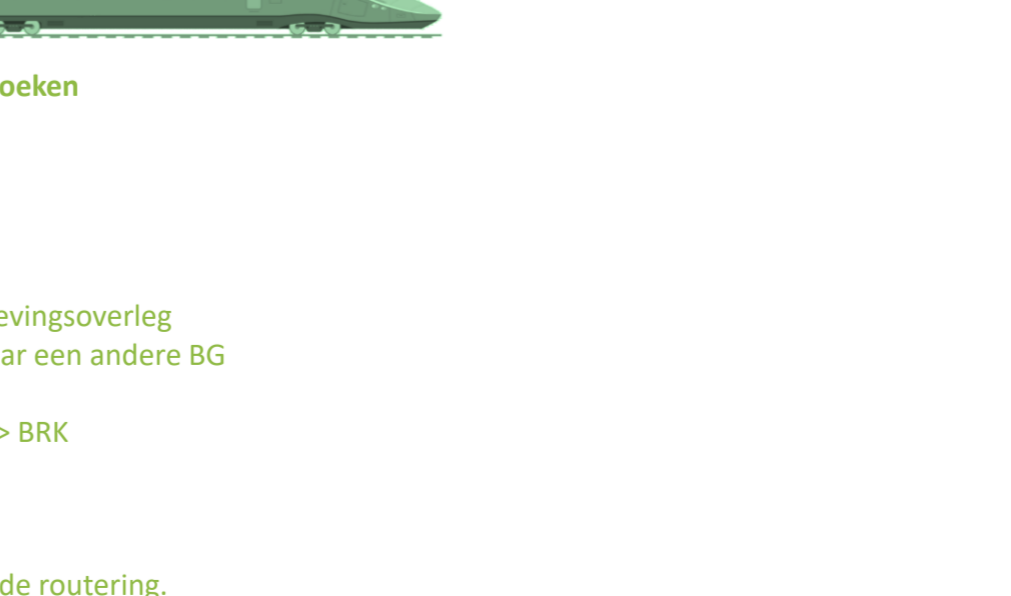 oeken
evingsoverleg
ar een andere BG
> BRK
de routering.